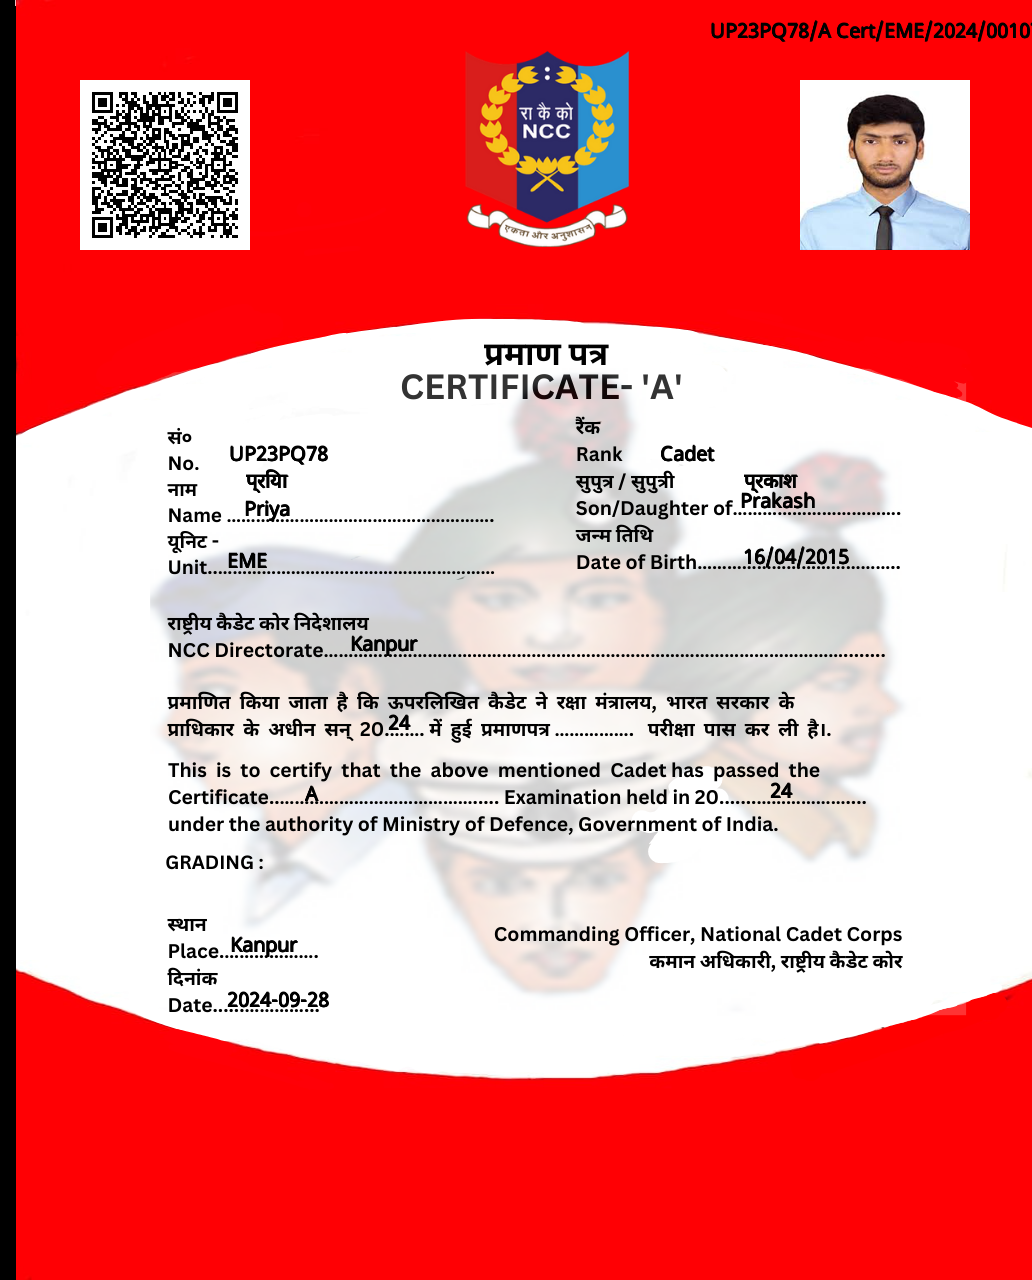 UP23PQ78/A Cert/EME/2024/0010
रा कै को
NCC
एकता और अनुशासन
प्रमाण पत्र
CERTIFICATE- 'A'
सं०
No. UP23PQ78
नाम प्रिया
Name ........ Priya ........
यूनिट -
Unit........ EME ........
रैंक
Rank Cadet
सुपुत्र / सुपुत्री प्रकाश
Son/Daughter of........ Prakash ........
जन्म तिथि
Date of Birth........ 16/04/2015 ........
राष्ट्रीय कैडेट कोर निदेशालय
NCC Directorate........ Kanpur ........
प्रमाणित किया जाता है कि ऊपरलिखित कैडेट ने रक्षा मंत्रालय, भारत सरकार के
प्राधिकार के अधीन सन् 20..24.. में हुई प्रमाणपत्र ................ परीक्षा पास कर ली है।.
This is to certify that the above mentioned Cadet has passed the
Certificate........ A ........ Examination held in 20........ 24 ........
under the authority of Ministry of Defence, Government of India.
GRADING :
स्थान
Place........ Kanpur ........
दिनांक
Date........ 2024-09-28
Commanding Officer, National Cadet Corps
कमान अधिकारी, राष्ट्रीय कैडेट कोर